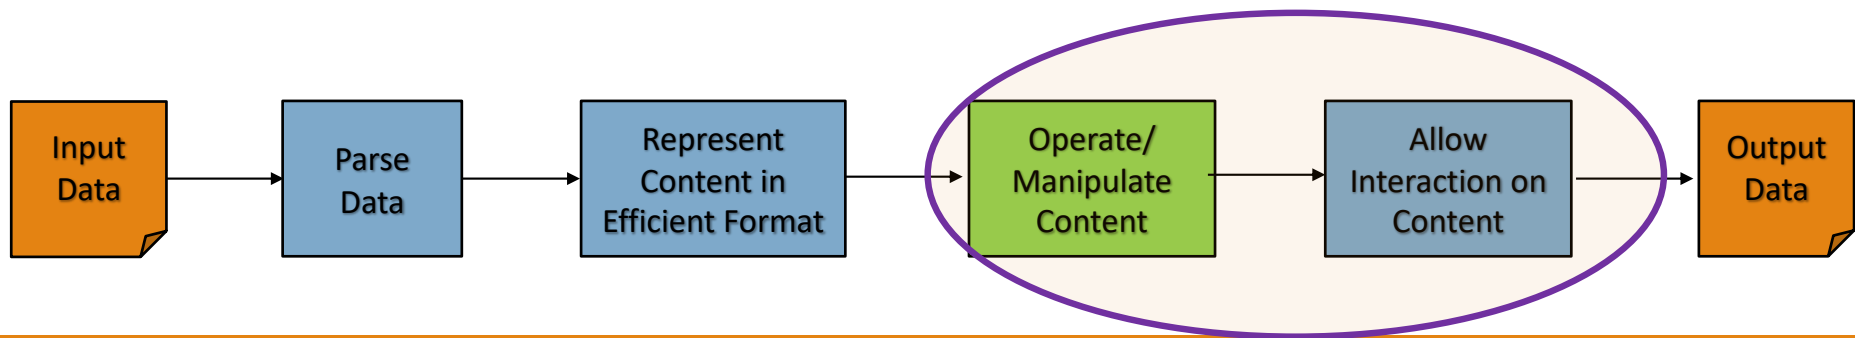 Input
Data
Parse
Data
Represent
Content in
Efficient Format
Operate/
Manipulate
Content
Allow
Interaction on
Content
Output
Data